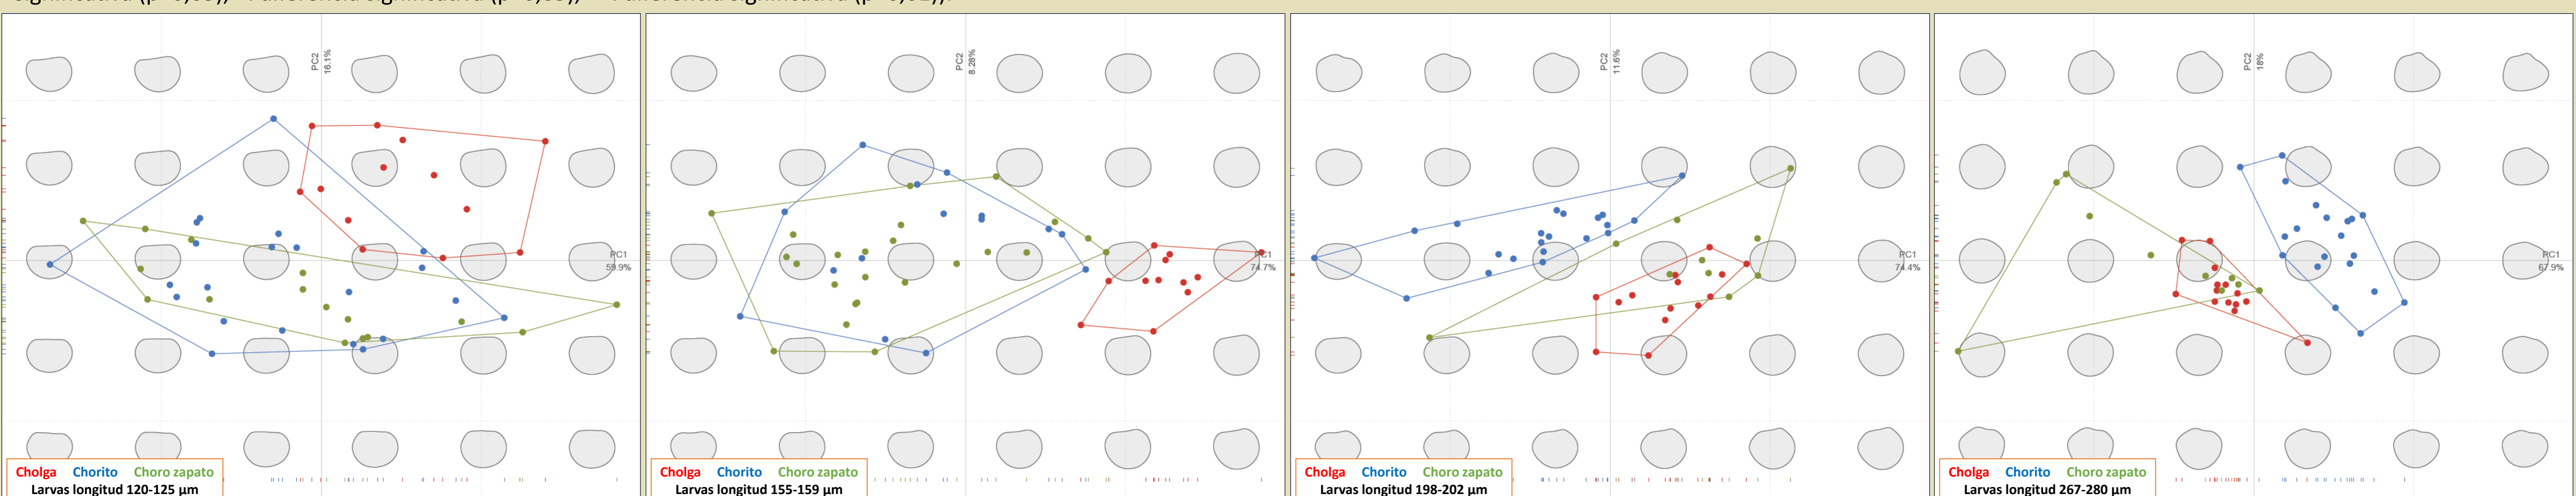 PC2
16.1%
PC1
59.9%
Cholga Chorito Choro zapato
Larvas longitud 120-125 µm
PC2
8.28%
PC1
74.7%
Cholga Chorito Choro zapato
Larvas longitud 155-159 µm
PC2
11.6%
PC1
74.4%
Cholga Chorito Choro zapato
Larvas longitud 198-202 µm
PC2
18%
PC1
67.9%
Cholga Chorito Choro zapato
Larvas longitud 267-280 µm